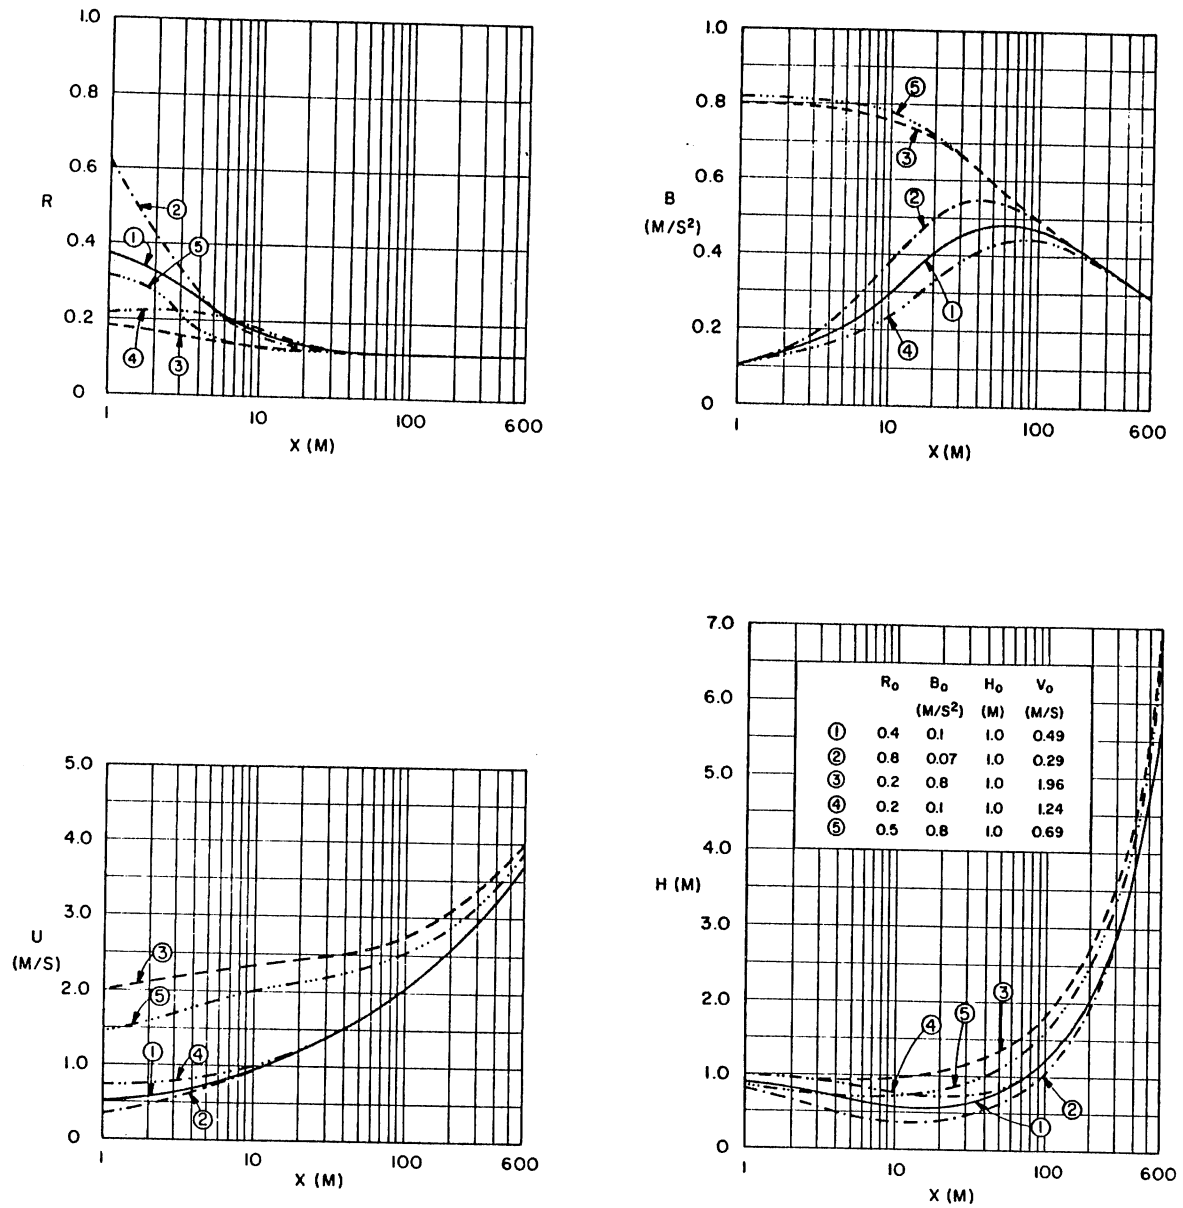 1.0
0.8
0.6
0.4
0.2
0
R
② ① ⑤ ④ ③
1 10 100 600
X (M)
1.0
0.8
0.6
0.4
0.2
0
B
(M/S²)
⑤ ③ ② ① ④
1 10 100 600
X (M)
5.0
4.0
3.0
2.0
1.0
0
U
(M/S)
③ ⑤ ① ④ ②
1 10 100 600
X (M)
7.0
6.0
5.0
4.0
3.0
2.0
1.0
0
H (M)
R₀ B₀ H₀ V₀
(M/S²) (M) (M/S)
① 0.4 0.1 1.0 0.49
② 0.8 0.07 1.0 0.29
③ 0.2 0.8 1.0 1.96
④ 0.2 0.1 1.0 1.24
⑤ 0.5 0.8 1.0 0.69
④ ⑤ ③ ② ①
1 10 100 600
X (M)